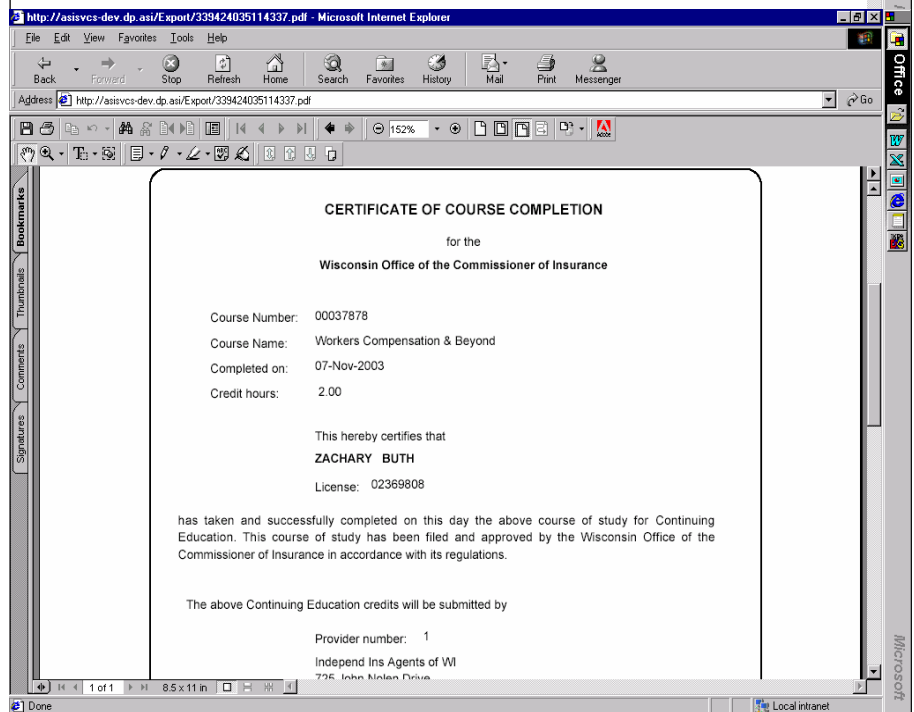 http://asisvcs-dev.dp.asi/Export/339424035114337.pdf - Microsoft Internet Explorer
File Edit View Favorites Tools Help
Back Forward Stop Refresh Home Search Favorites History Mail Print Messenger
Address http://asisvcs-dev.dp.asi/Export/339424035114337.pdf Go
152%
Adobe
Bookmarks
Thumbnails
Comments
Signatures
CERTIFICATE OF COURSE COMPLETION
for the
Wisconsin Office of the Commissioner of Insurance
Course Number: 00037878
Course Name: Workers Compensation & Beyond
Completed on: 07-Nov-2003
Credit hours: 2.00
This hereby certifies that
ZACHARY BUTH
License: 02369808
has taken and successfully completed on this day the above course of study for Continuing
Education. This course of study has been filed and approved by the Wisconsin Office of the
Commissioner of Insurance in accordance with its regulations.
The above Continuing Education credits will be submitted by
Provider number: 1
Independ Ins Agents of WI
725 John Nolen Drive
1 of 1 8.5 x 11 in
Done Local intranet
Office
Microsoft